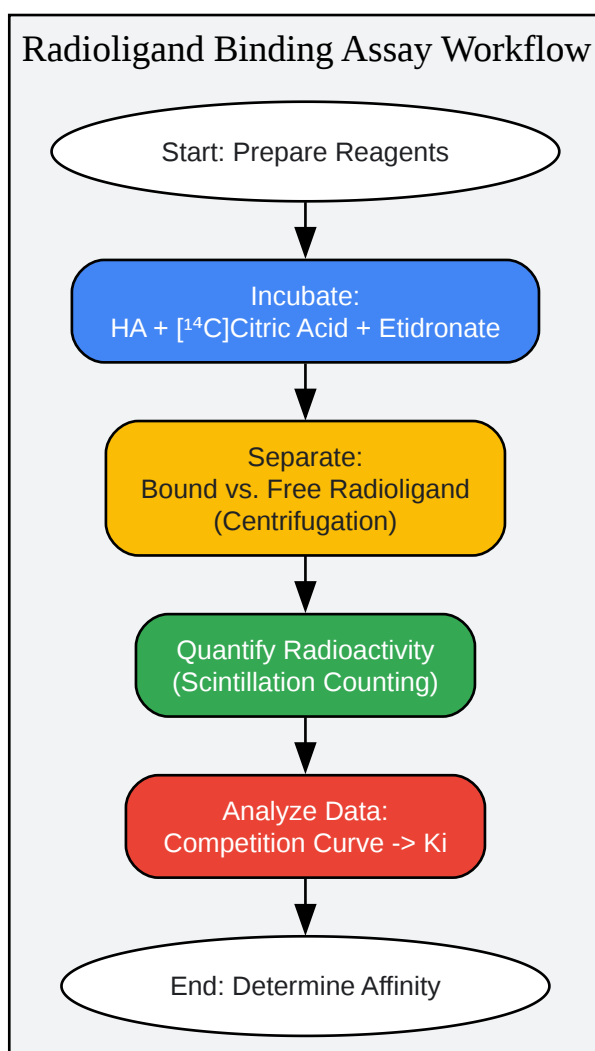 Radioligand Binding Assay Workflow
Start: Prepare Reagents
Incubate:
HA + [¹⁴C]Citric Acid + Etidronate
Separate:
Bound vs. Free Radioligand
(Centrifugation)
Quantify Radioactivity
(Scintillation Counting)
Analyze Data:
Competition Curve -> Ki
End: Determine Affinity